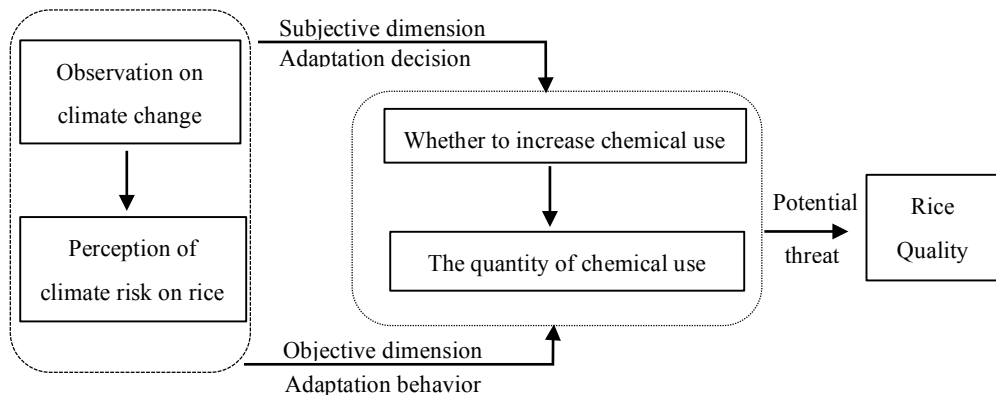 Observation on
climate change
Perception of
climate risk on rice
Subjective dimension
Adaptation decision
Objective dimension
Adaptation behavior
Whether to increase chemical use
The quantity of chemical use
Potential
threat
Rice
Quality